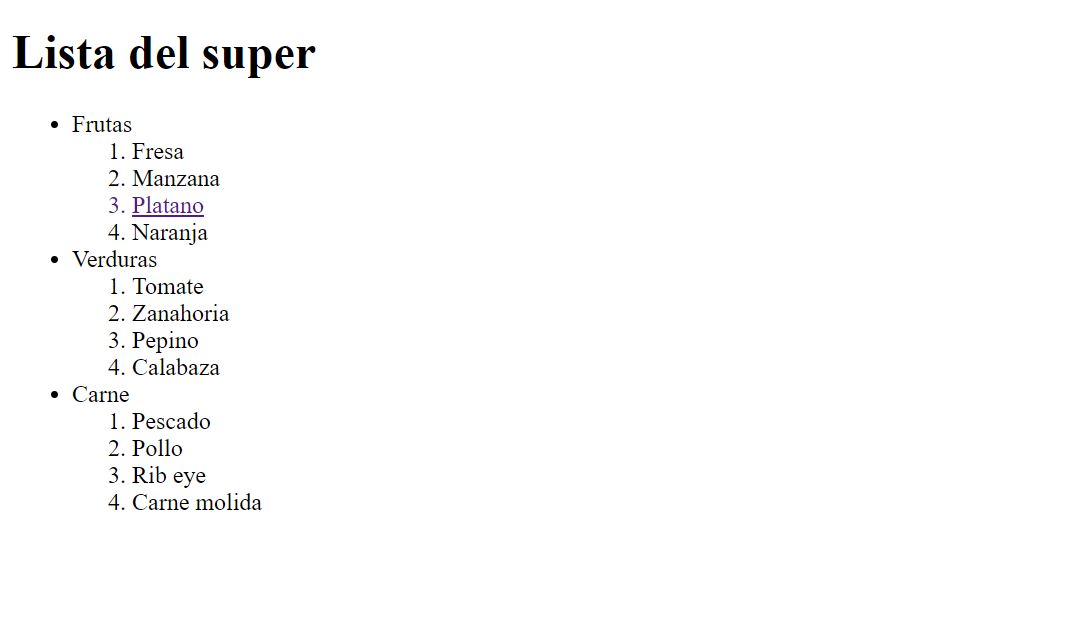 Lista del super
• Frutas
1. Fresa
2. Manzana
3. Platano
4. Naranja
• Verduras
1. Tomate
2. Zanahoria
3. Pepino
4. Calabaza
• Carne
1. Pescado
2. Pollo
3. Rib eye
4. Carne molida